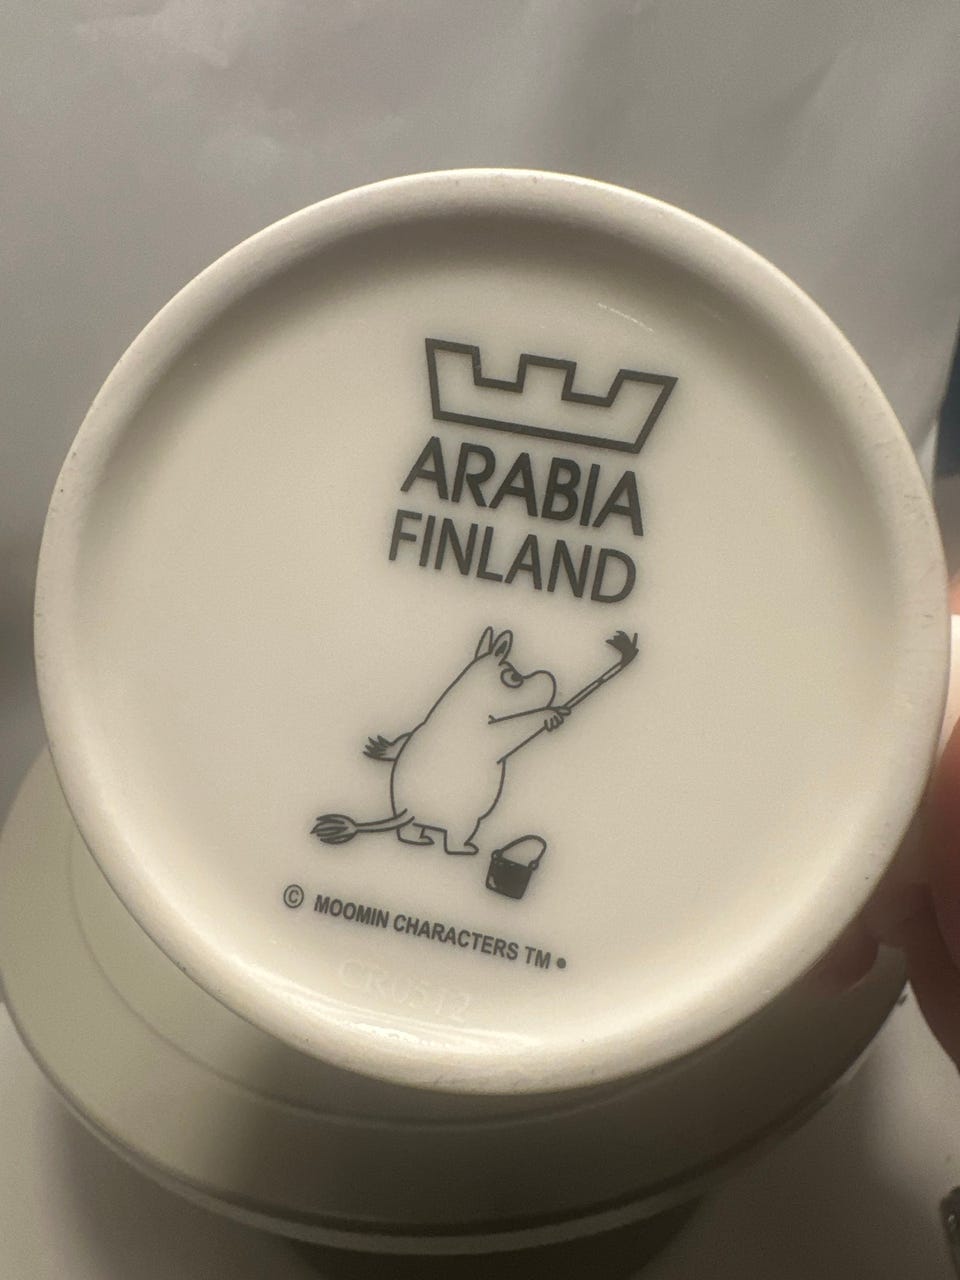 ARABIA
FINLAND
© MOOMIN CHARACTERS TM •